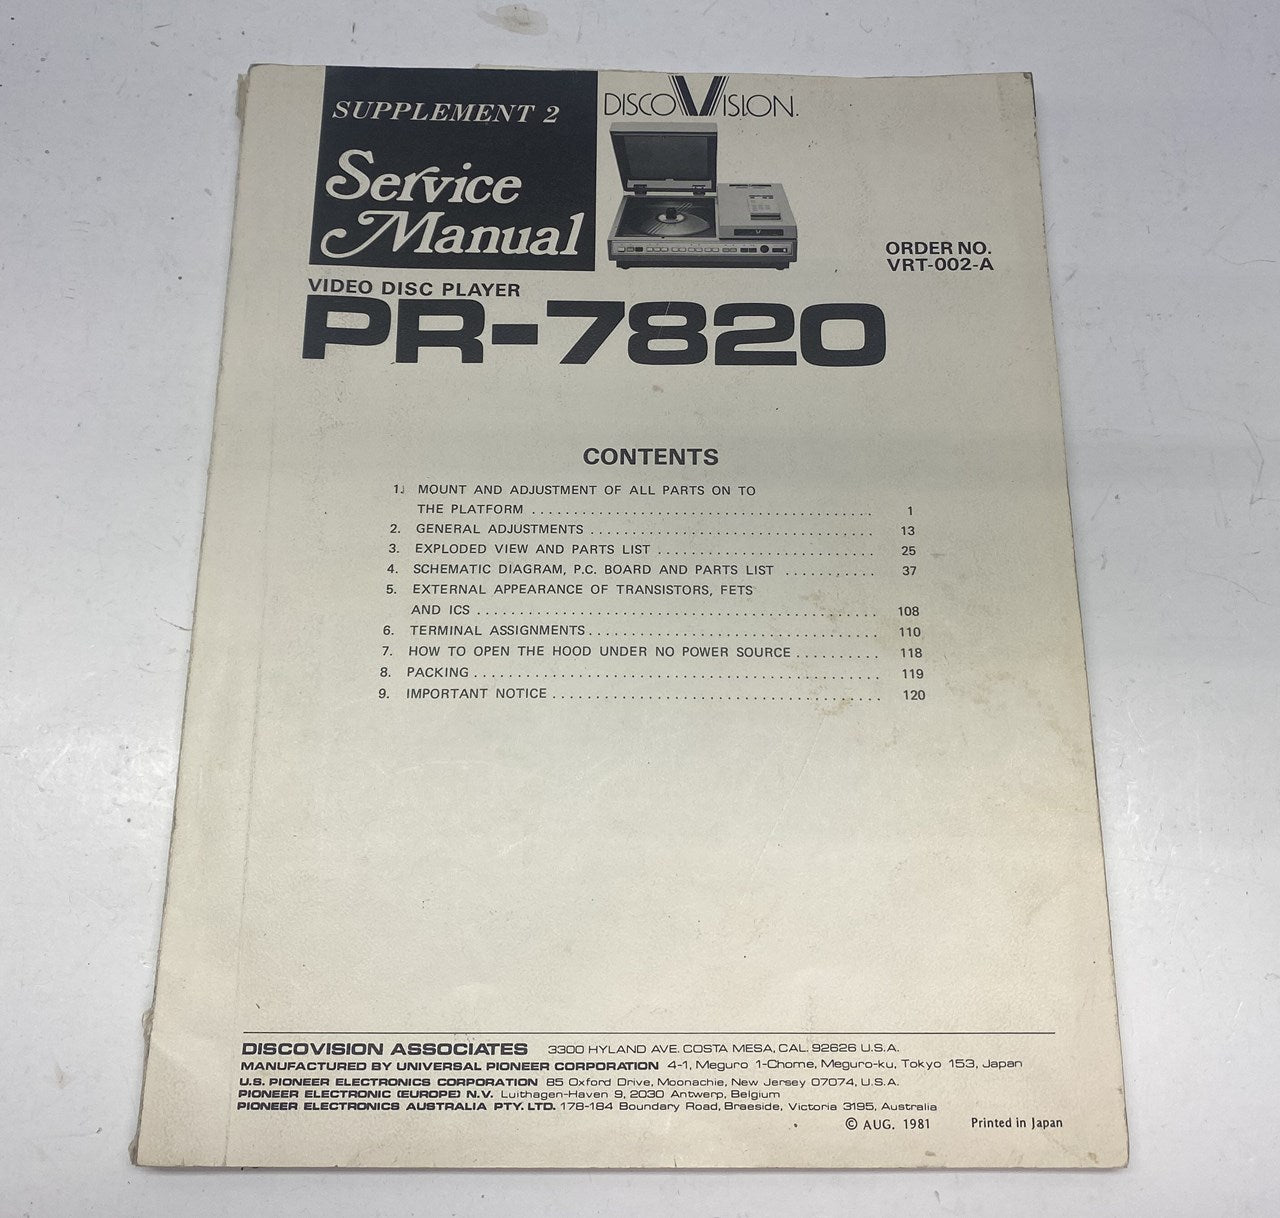 SUPPLEMENT 2
Service
Manual
DISCOVISION.
ORDER NO.
VRT-002-A
VIDEO DISC PLAYER
PR-7820
CONTENTS
1. MOUNT AND ADJUSTMENT OF ALL PARTS ON TO
THE PLATFORM ........................................ 1
2. GENERAL ADJUSTMENTS ................................. 13
3. EXPLODED VIEW AND PARTS LIST ......................... 25
4. SCHEMATIC DIAGRAM, P.C. BOARD AND PARTS LIST ........... 37
5. EXTERNAL APPEARANCE OF TRANSISTORS, FETS
AND ICS ............................................... 108
6. TERMINAL ASSIGNMENTS .................................. 110
7. HOW TO OPEN THE HOOD UNDER NO POWER SOURCE .......... 118
8. PACKING ................................................ 119
9. IMPORTANT NOTICE ...................................... 120
DISCOVISION ASSOCIATES 3300 HYLAND AVE. COSTA MESA, CAL. 92626 U.S.A.
MANUFACTURED BY UNIVERSAL PIONEER CORPORATION 4-1, Meguro 1-Chome, Meguro-ku, Tokyo 153, Japan
U.S. PIONEER ELECTRONICS CORPORATION 85 Oxford Drive, Moonachie, New Jersey 07074, U.S.A.
PIONEER ELECTRONIC (EUROPE) N.V. Luithagen-Haven 9, 2030 Antwerp, Belgium
PIONEER ELECTRONICS AUSTRALIA PTY. LTD. 178-184 Boundary Road, Braeside, Victoria 3195, Australia
© AUG. 1981 Printed in Japan